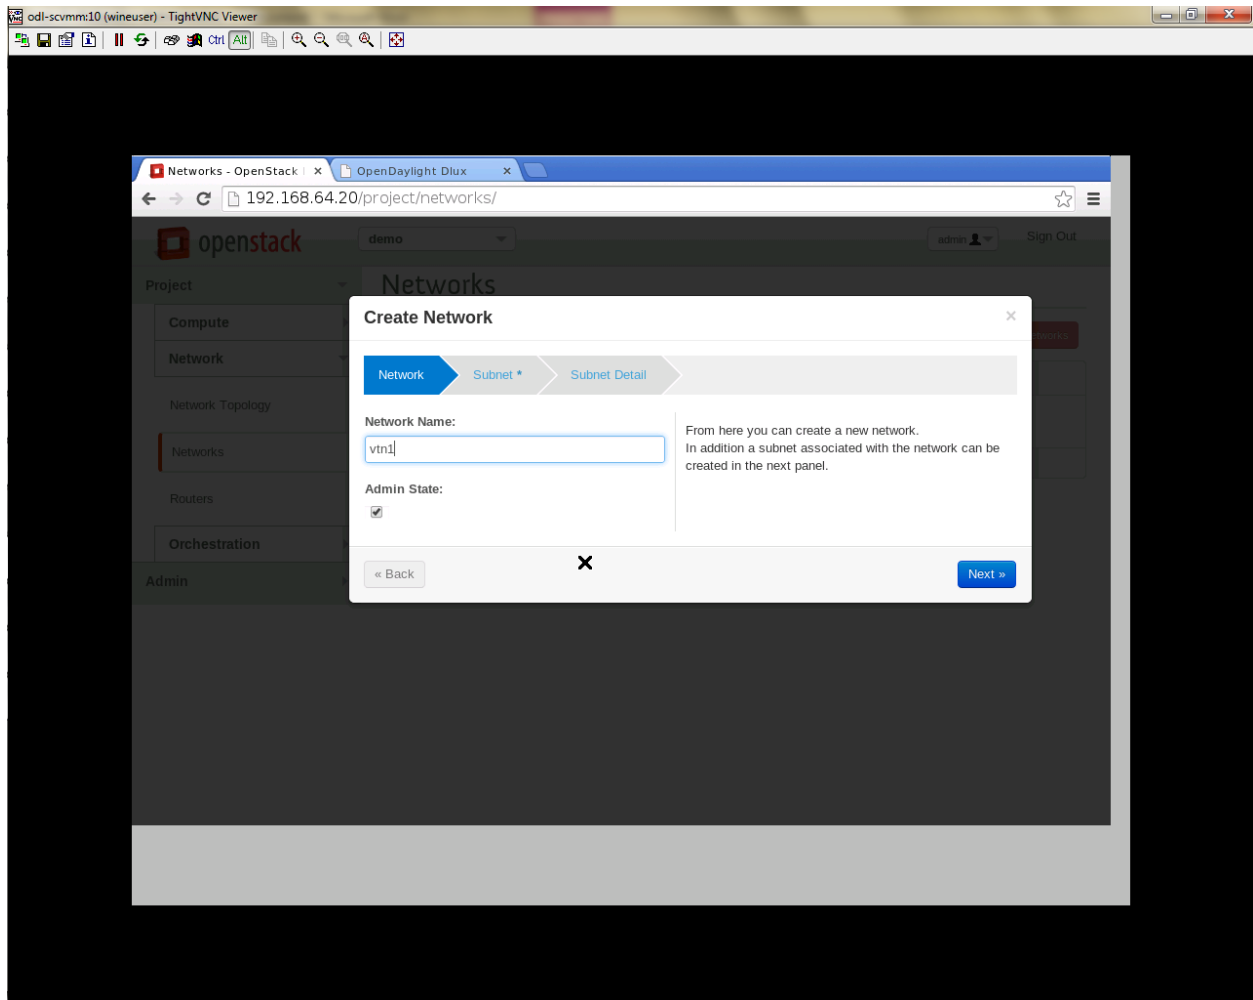 odl-scvmm:10 (wineuser) - TightVNC Viewer
Ctrl Alt
Networks - OpenStack
OpenDaylight Dlux
192.168.64.20/project/networks/
openstack
demo
admin
Sign Out
Project
Networks
Compute
Network
Network Topology
Networks
Routers
Orchestration
Admin
Create Network
Network
Subnet *
Subnet Detail
Network Name:
vtn1
From here you can create a new network.
In addition a subnet associated with the network can be
created in the next panel.
Admin State:
« Back
Next »